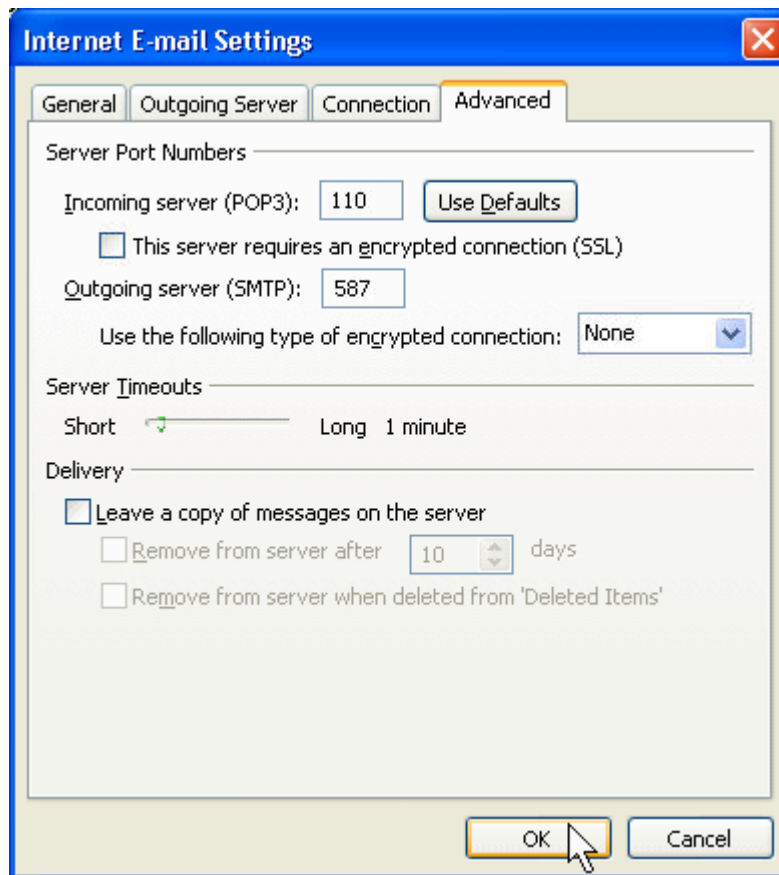 Internet E-mail Settings
General Outgoing Server Connection Advanced
Server Port Numbers
Incoming server (POP3): 110 Use Defaults
This server requires an encrypted connection (SSL)
Outgoing server (SMTP): 587
Use the following type of encrypted connection: None
Server Timeouts
Short Long 1 minute
Delivery
Leave a copy of messages on the server
Remove from server after 10 days
Remove from server when deleted from 'Deleted Items'
OK Cancel